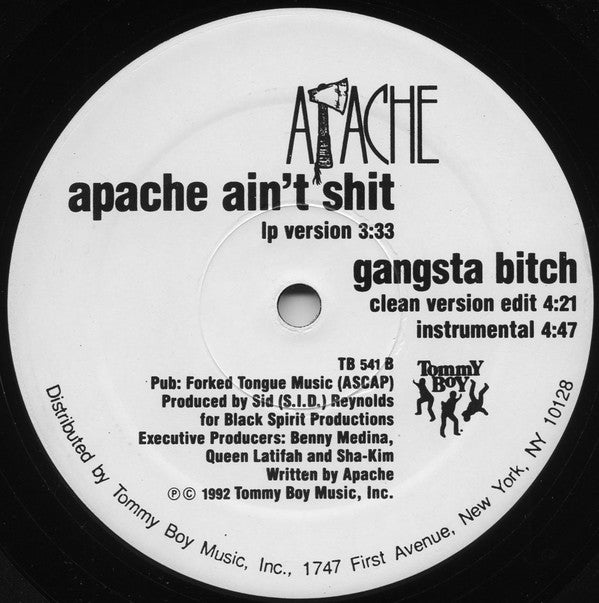 APACHE
apache ain't shit
lp version 3:33
gangsta bitch
clean version edit 4:21
instrumental 4:47
TB 541 B
Pub: Forked Tongue Music (ASCAP)
Produced by Sid (S.I.D.) Reynolds
for Black Spirit Productions
Executive Producers: Benny Medina,
Queen Latifah and Sha-Kim
Written by Apache
℗ © 1992 Tommy Boy Music, Inc.
Tommy
Boy
Distributed by Tommy Boy Music, Inc., 1747 First Avenue, New York, NY 10128